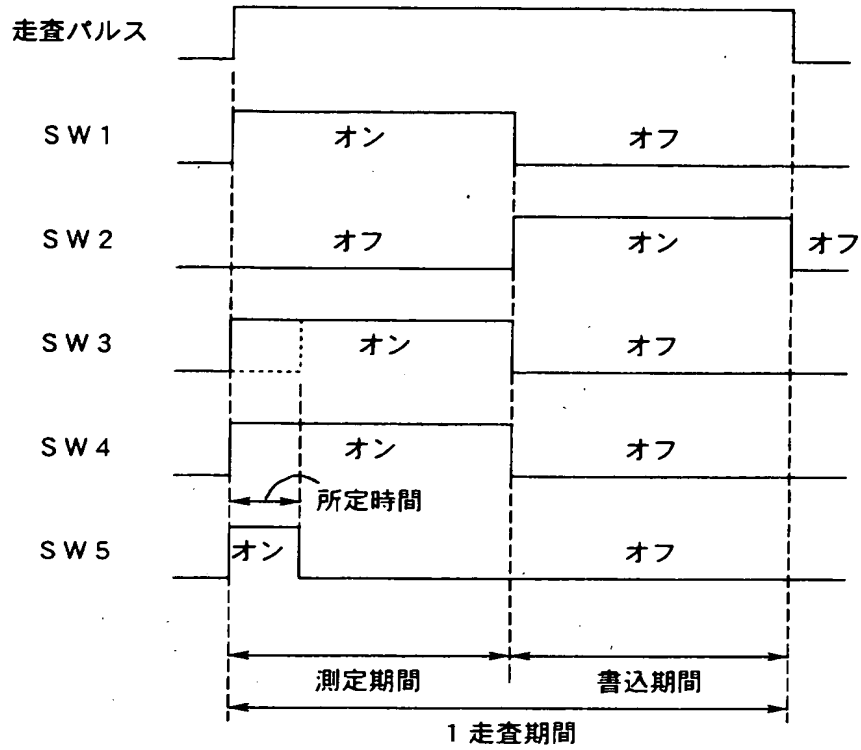 走査パルス
SW1
オン
オフ
SW2
オフ
オン
オフ
SW3
オン
オフ
SW4
オン
オフ
所定時間
SW5
オン
オフ
測定期間
書込期間
1走査期間